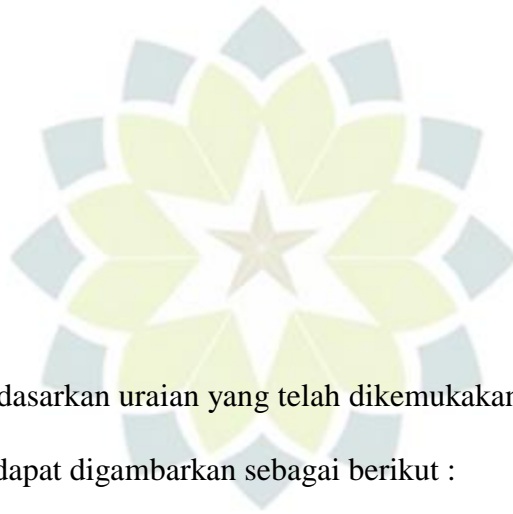 dasarkan uraian yang telah dikemukakan
dapat digambarkan sebagai berikut :